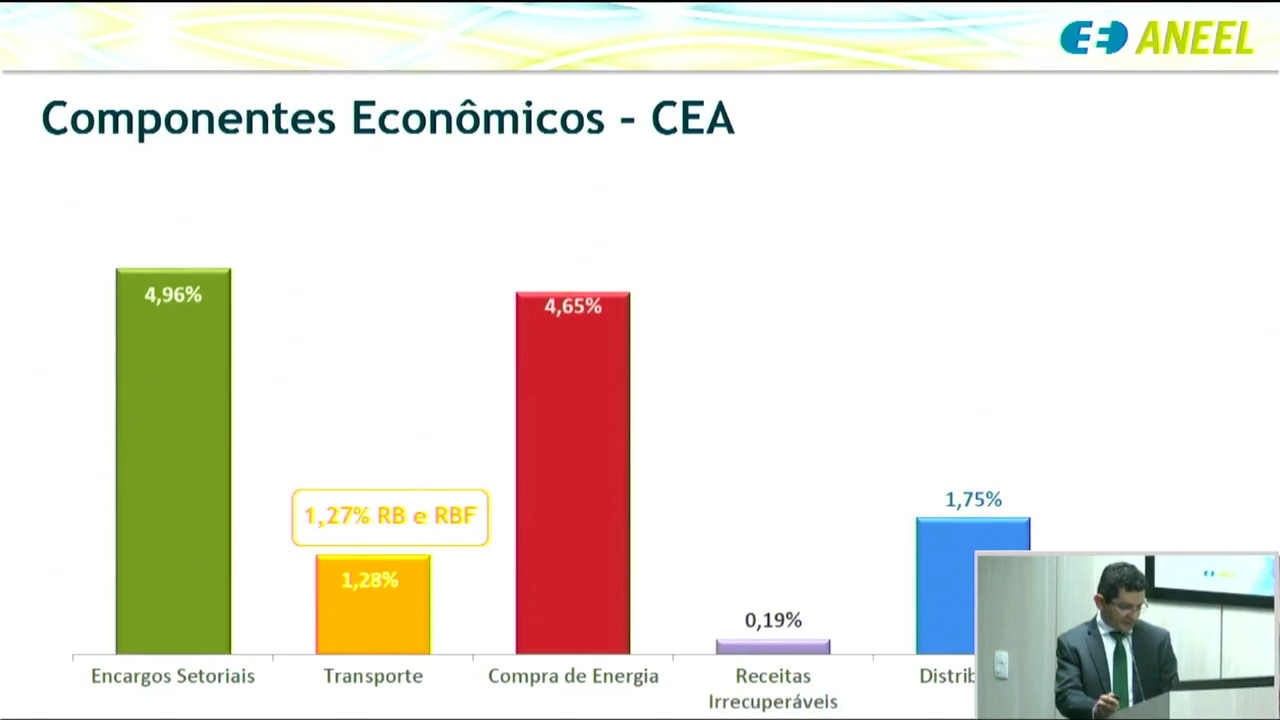 ANEEL
Componentes Econômicos - CEA
4,96%
4,65%
1,27% RB e RBF
1,28%
1,75%
0,19%
Encargos Setoriais
Transporte
Compra de Energia
Receitas
Irrecuperáveis